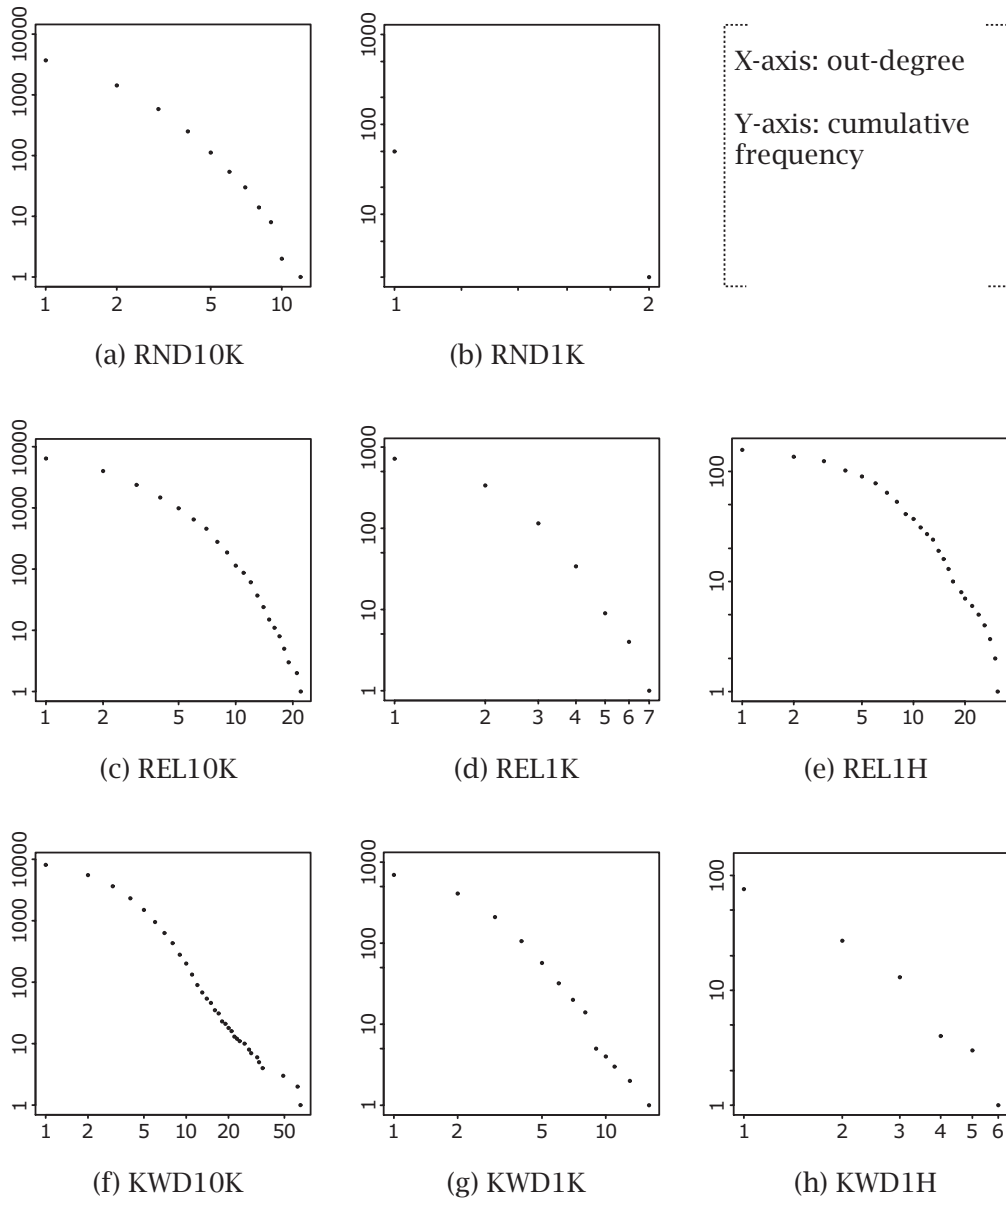 10000
1000
100
10
1
1 2 5 10
(a) RND10K
1000
100
10
1 2
(b) RND1K
X-axis: out-degree
Y-axis: cumulative
frequency
10000
1000
100
10
1
1 2 5 10 20
(c) REL10K
1000
100
10
1
1 2 3 4 5 6 7
(d) REL1K
100
10
1
1 2 5 10 20
(e) REL1H
10000
1000
100
10
1
1 2 5 10 20 50
(f) KWD10K
1000
100
10
1
1 2 5 10
(g) KWD1K
100
10
1
1 2 3 4 5 6
(h) KWD1H